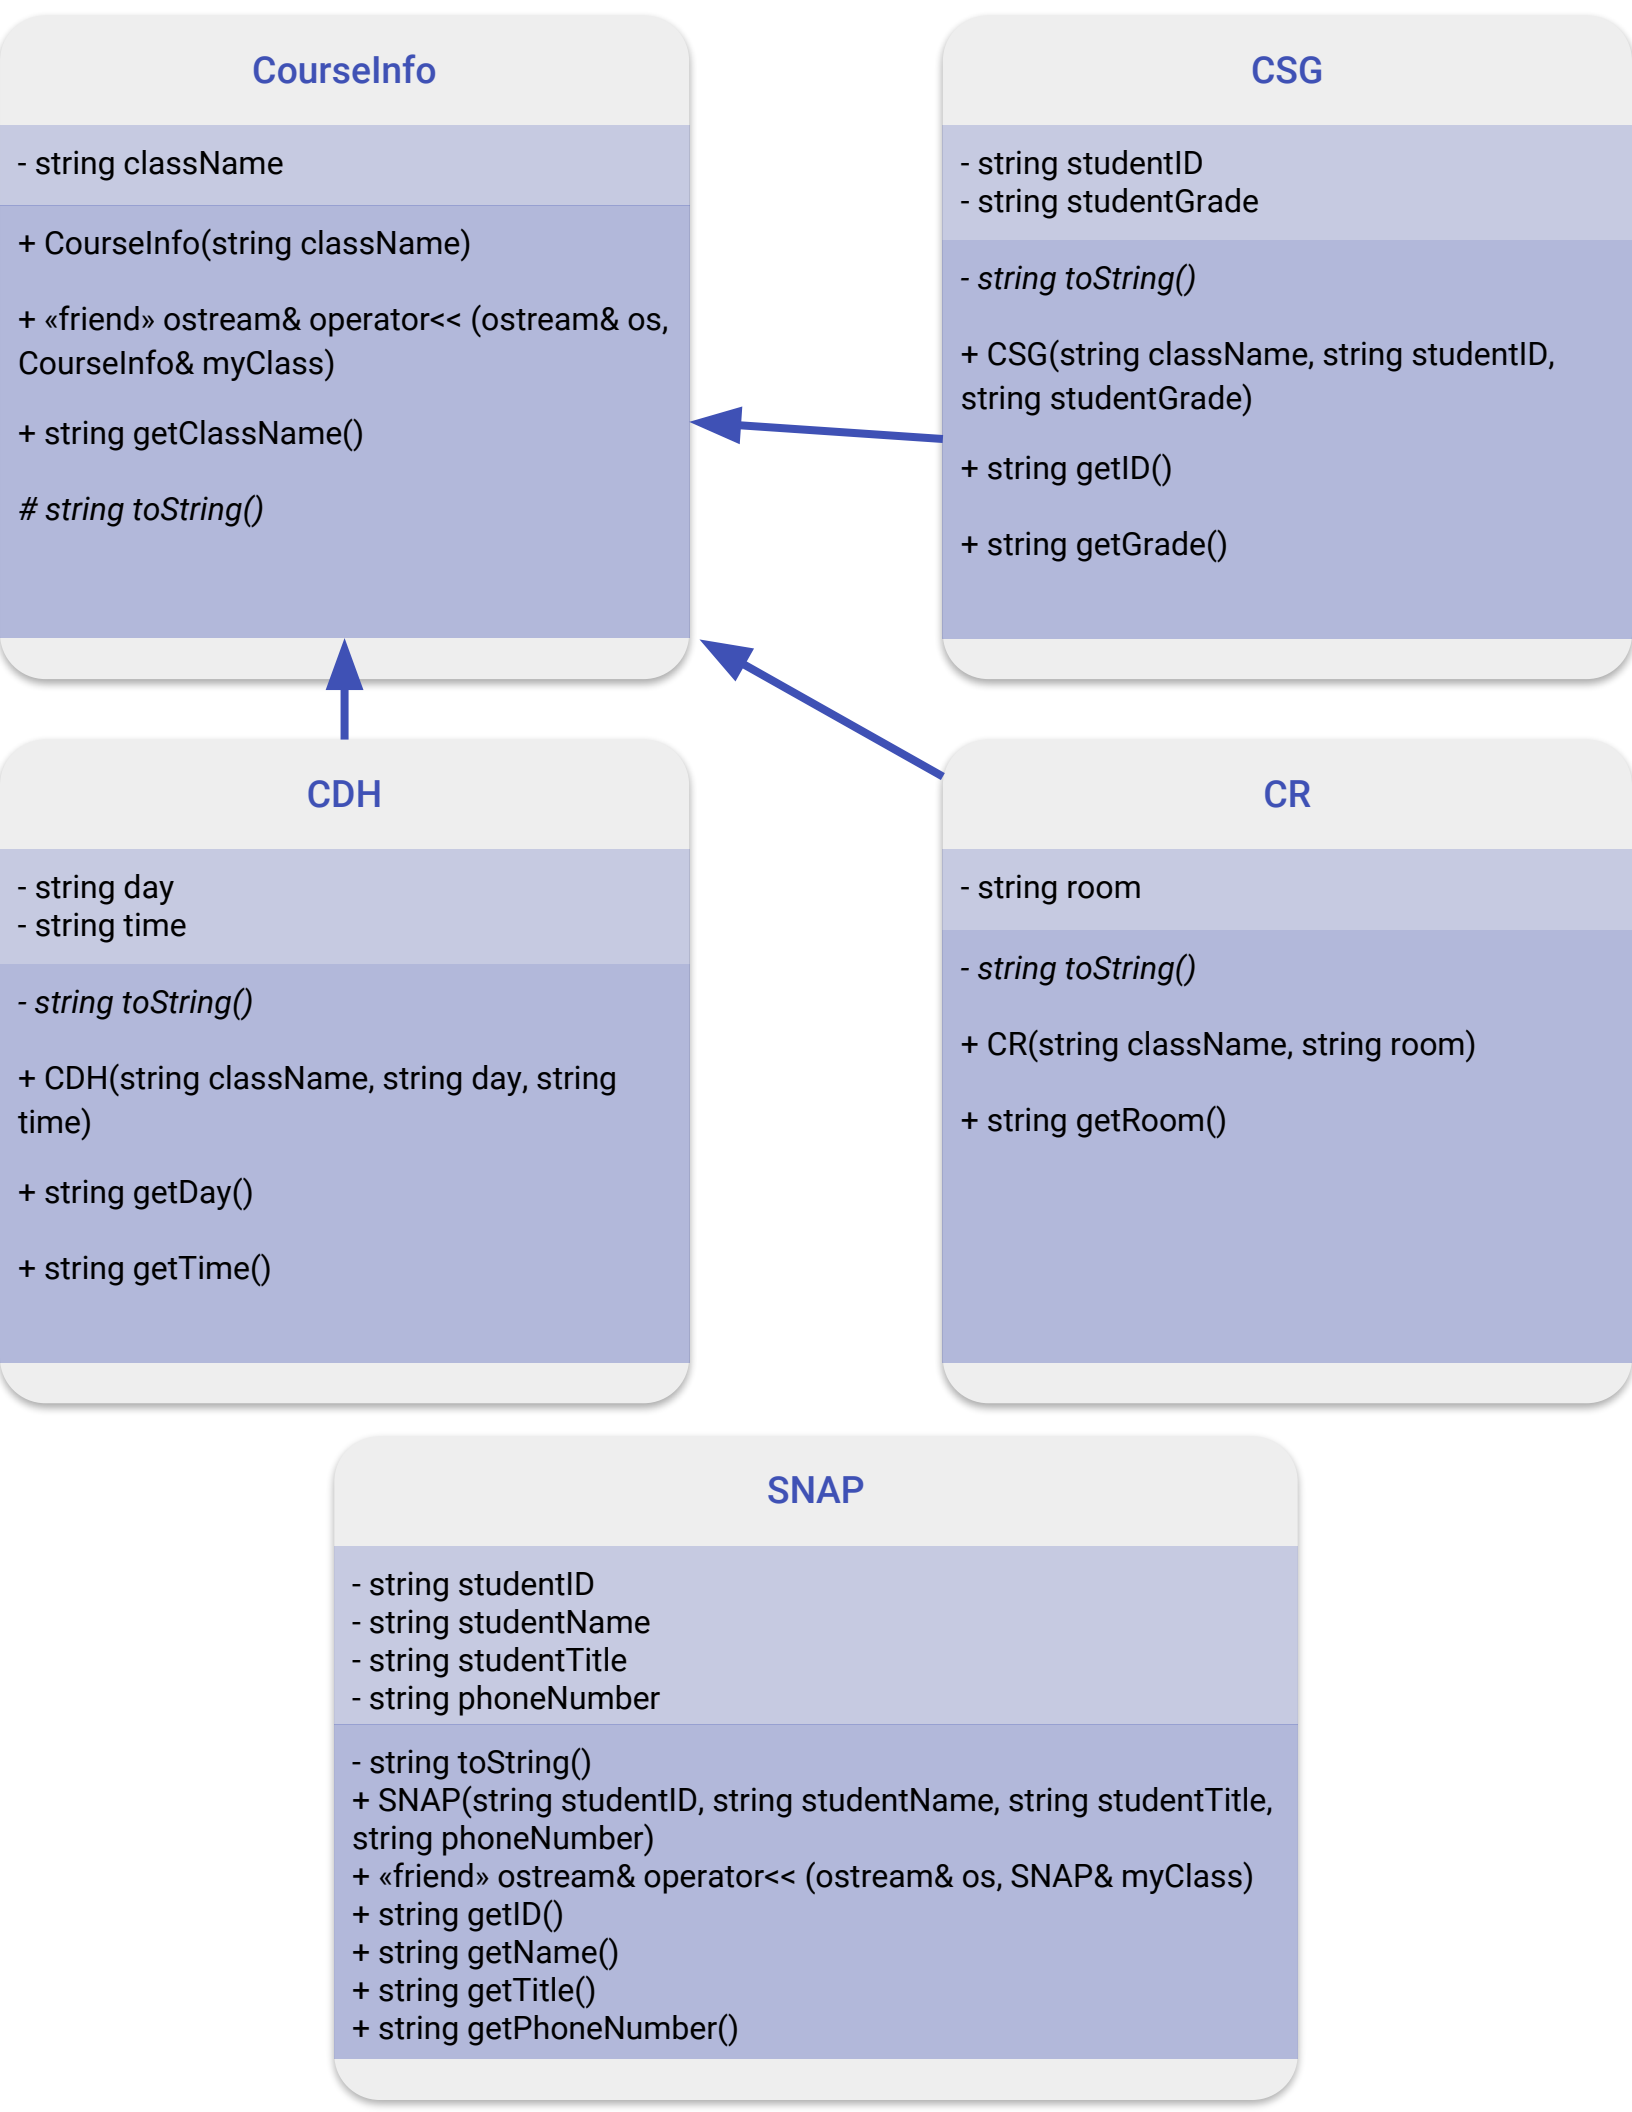 CourseInfo
- string className
+ CourseInfo(string className)
+ «friend» ostream& operator<< (ostream& os,
CourseInfo& myClass)
+ string getClassName()
# string toString()
CSG
- string studentID
- string studentGrade
- string toString()
+ CSG(string className, string studentID,
string studentGrade)
+ string getID()
+ string getGrade()
CDH
- string day
- string time
- string toString()
+ CDH(string className, string day, string
time)
+ string getDay()
+ string getTime()
CR
- string room
- string toString()
+ CR(string className, string room)
+ string getRoom()
SNAP
- string studentID
- string studentName
- string studentTitle
- string phoneNumber
- string toString()
+ SNAP(string studentID, string studentName, string studentTitle,
string phoneNumber)
+ «friend» ostream& operator<< (ostream& os, SNAP& myClass)
+ string getID()
+ string getName()
+ string getTitle()
+ string getPhoneNumber()